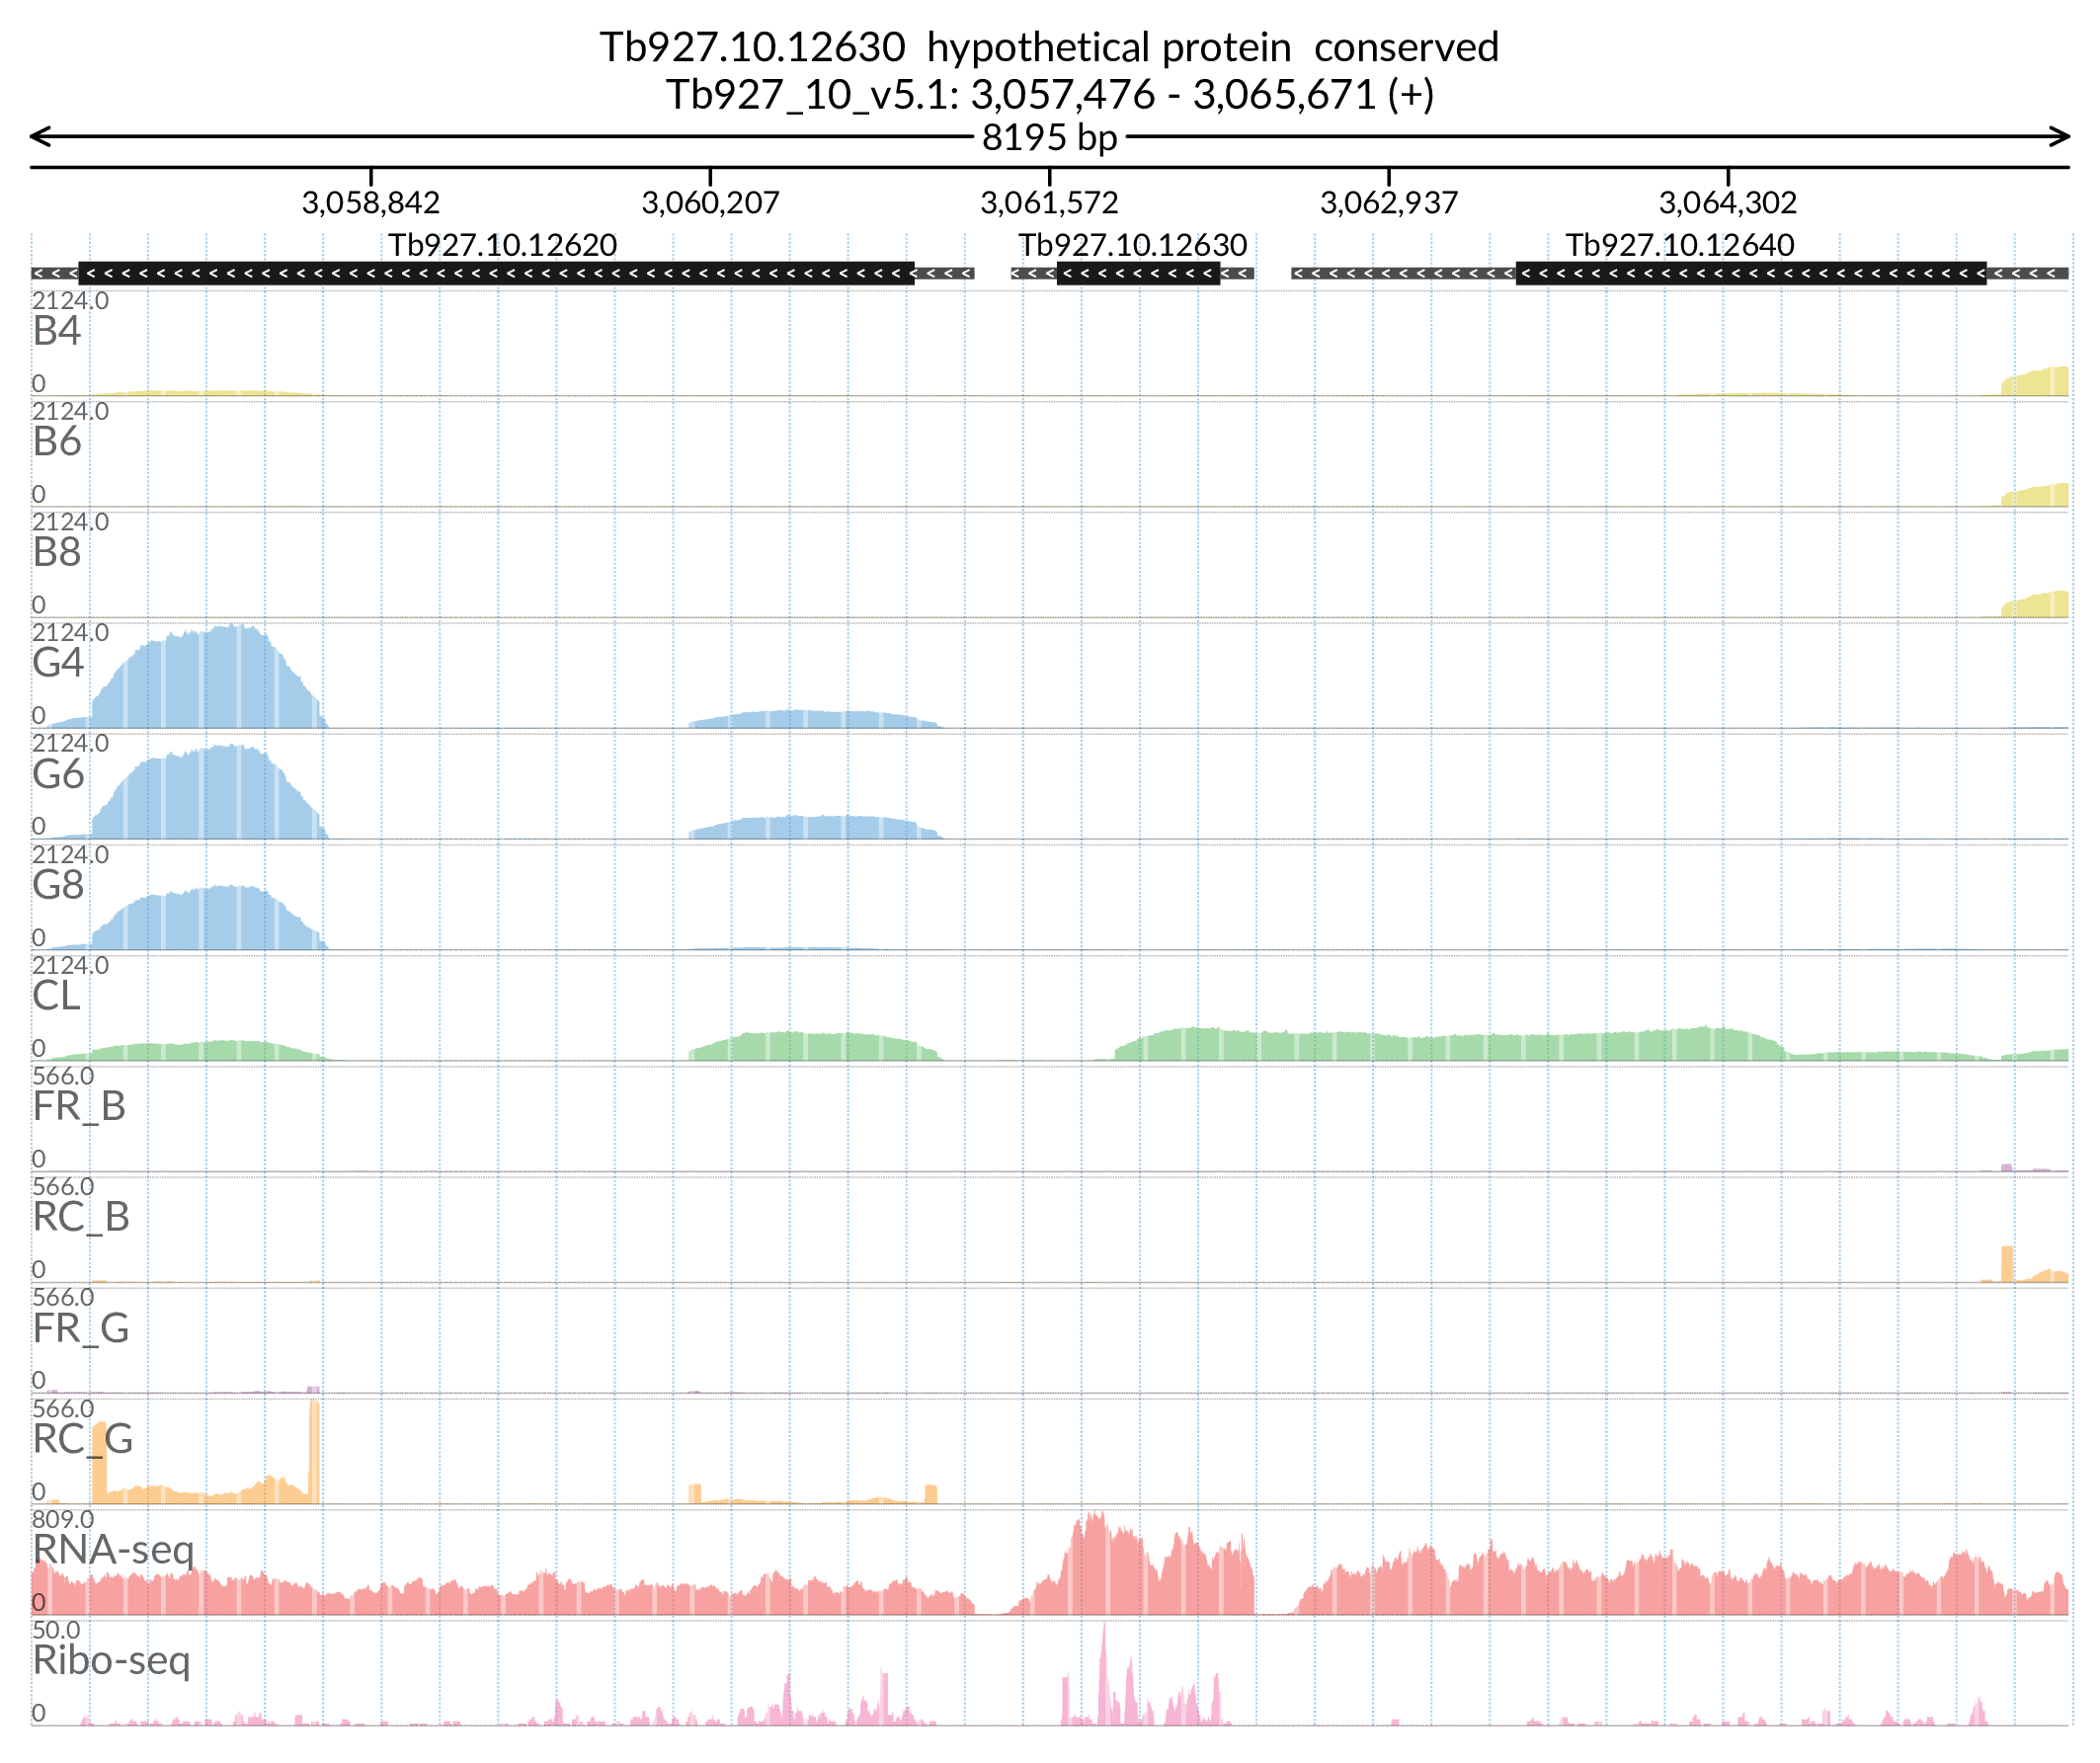 Tb927.10.12630  hypothetical protein  conserved
Tb927_10_v5.1: 3,057,476 - 3,065,671 (+)
8195 bp
3,058,842 3,060,207 3,061,572 3,062,937 3,064,302
Tb927.10.12620 Tb927.10.12630 Tb927.10.12640
2124.0
B4
0
2124.0
B6
0
2124.0
B8
0
2124.0
G4
0
2124.0
G6
0
2124.0
G8
0
2124.0
CL
0
566.0
FR_B
0
566.0
RC_B
0
566.0
FR_G
0
566.0
RC_G
0
809.0
RNA-seq
0
50.0
Ribo-seq
0